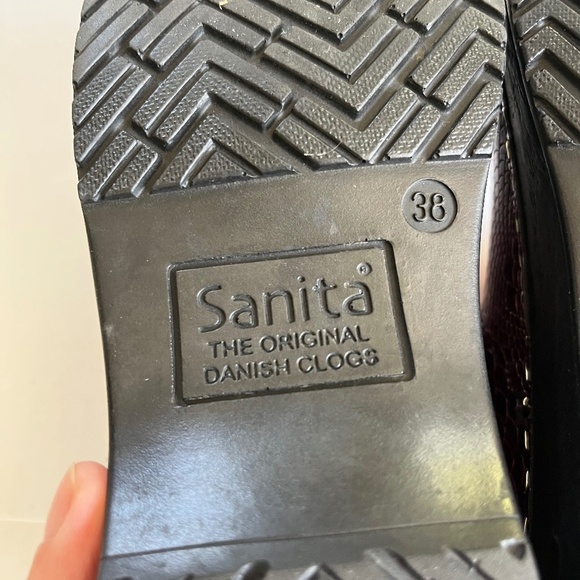 38
Sanita®
THE ORIGINAL
DANISH CLOGS